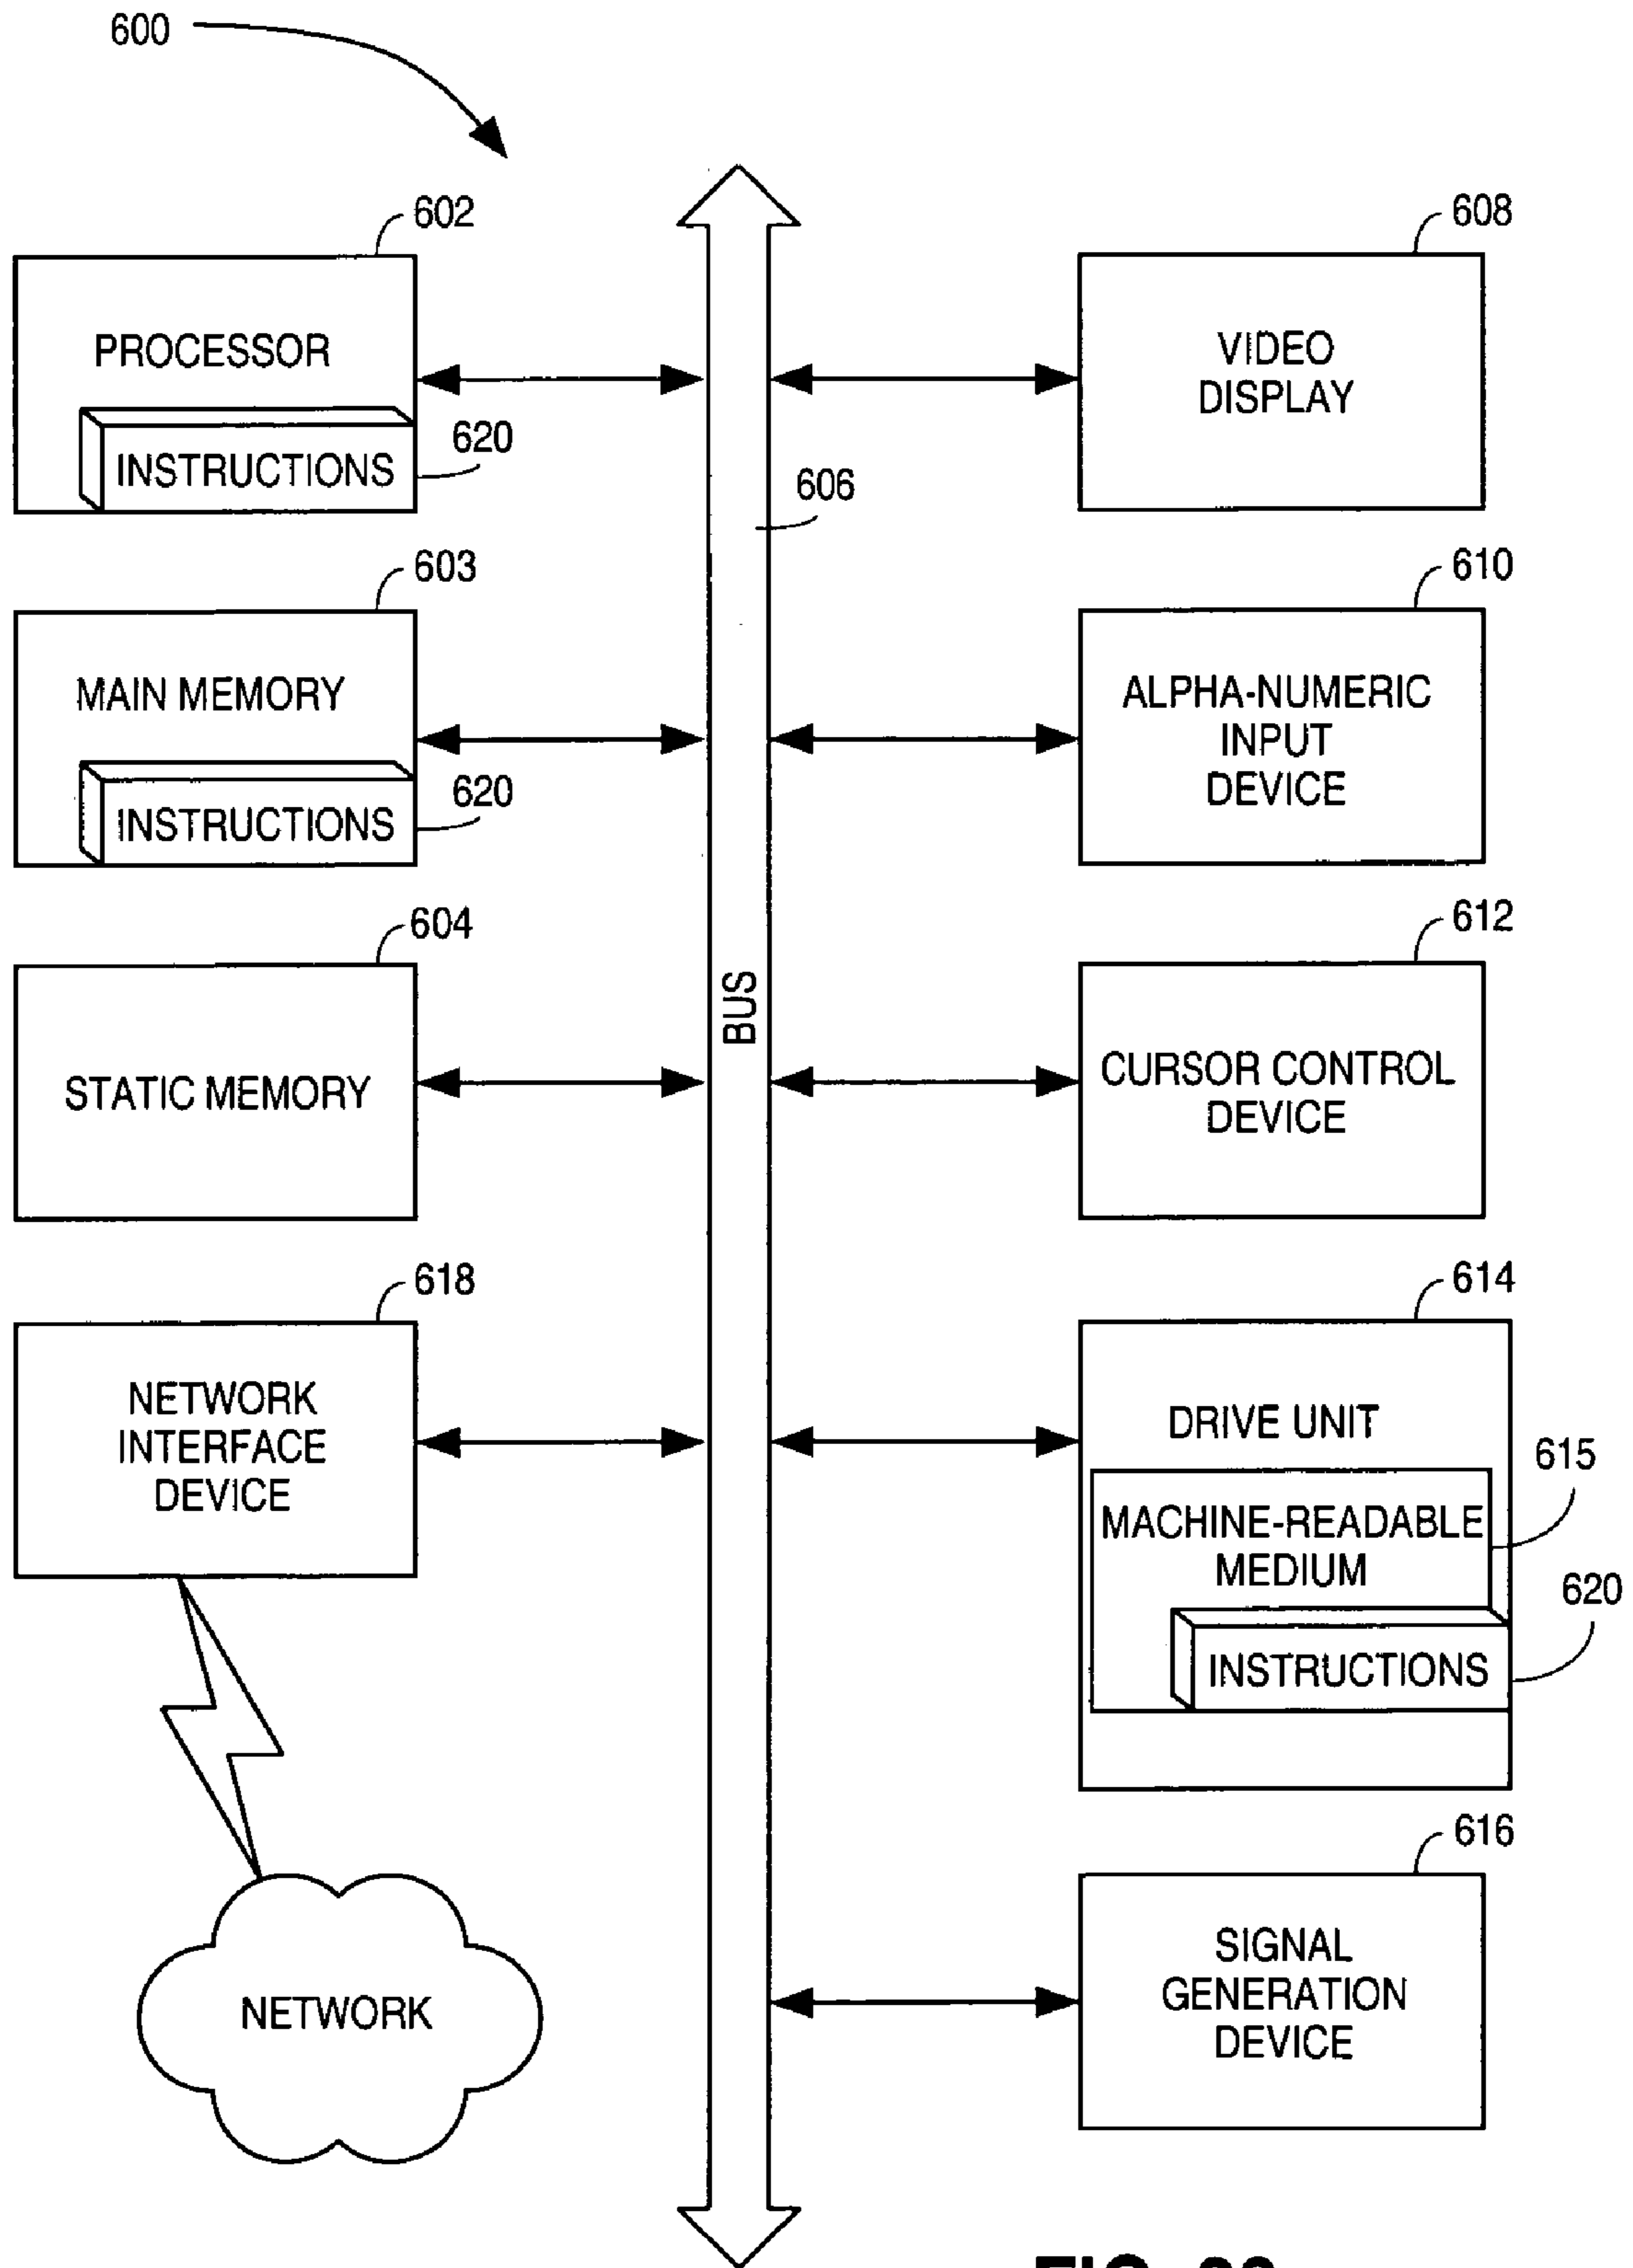 600
602
PROCESSOR
620
INSTRUCTIONS
603
MAIN MEMORY
620
INSTRUCTIONS
604
STATIC MEMORY
618
NETWORK
INTERFACE
DEVICE
NETWORK
606
BUS
608
VIDEO
DISPLAY
610
ALPHA-NUMERIC
INPUT
DEVICE
612
CURSOR CONTROL
DEVICE
614
DRIVE UNIT
615
MACHINE-READABLE
MEDIUM
620
INSTRUCTIONS
616
SIGNAL
GENERATION
DEVICE
FIG.